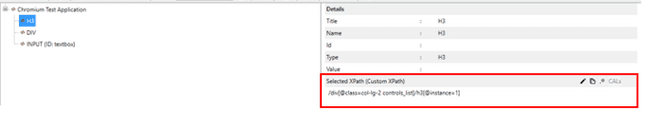 Chromium Test Application
H3
DIV
INPUT (ID: textbox)
Details
Title : H3
Name : H3
Id :
Type : H3
Value :
Selected XPath (Custom XPath) CALs
/div[@class=col-lg-2 controls_list]/h3[@instance=1]